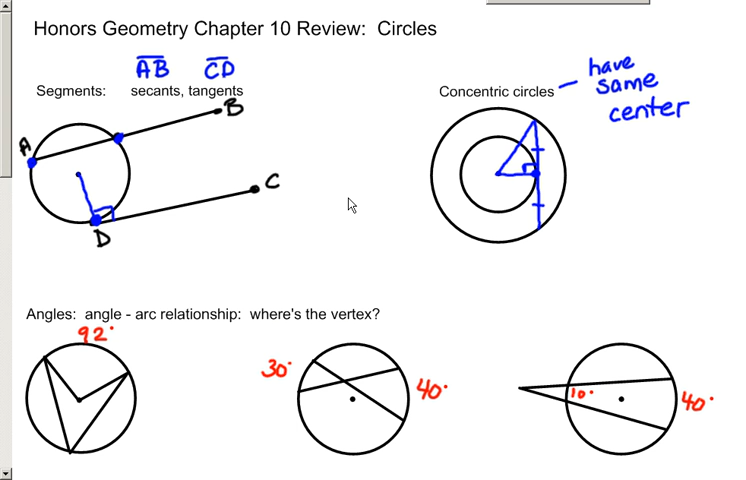 Honors Geometry Chapter 10 Review: Circles
AB CD
Segments: secants, tangents
Concentric circles
have
same
center
A
B
C
D
Angles: angle - arc relationship: where's the vertex?
92°
30°
40°
10°
40°